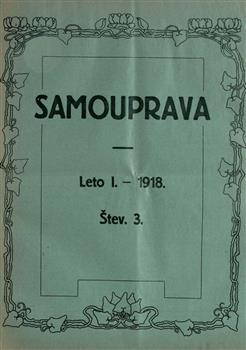 SAMOUPRAVA
Leto I. – 1918.
Štev. 3.